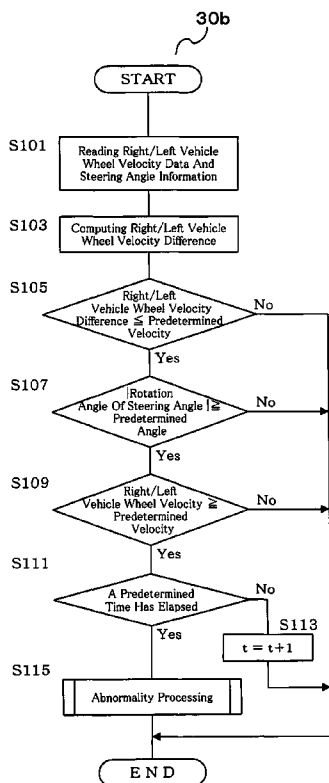 30b
START
S101
Reading Right/Left Vehicle
Wheel Velocity Data And
Steering Angle Information
S103
Computing Right/Left Vehicle
Wheel Velocity Difference
S105
Right/Left
Vehicle Wheel Velocity
Difference ≦ Predetermined
Velocity
No
Yes
S107
|Rotation
Angle Of Steering Angle |≦
Predetermined
Angle
No
Yes
S109
Right/Left
Vehicle Wheel Velocity ≧
Predetermined
Velocity
No
Yes
S111
A Predetermined
Time Has Elapsed
No
Yes
S113
t = t+1
S115
Abnormality Processing
END